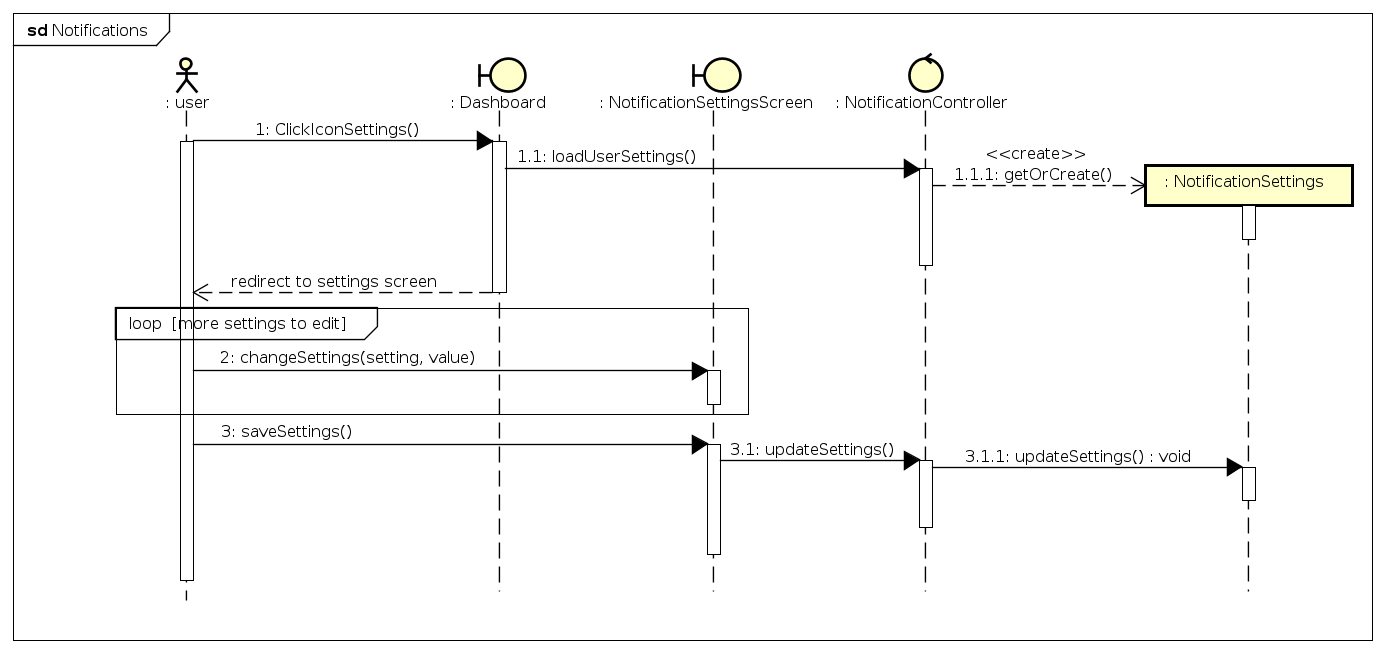 sd Notifications
: user
: Dashboard
: NotificationSettingsScreen
: NotificationController
1: ClickIconSettings()
1.1: loadUserSettings()
<<create>>
1.1.1: getOrCreate()
: NotificationSettings
redirect to settings screen
loop [more settings to edit]
2: changeSettings(setting, value)
3: saveSettings()
3.1: updateSettings()
3.1.1: updateSettings() : void